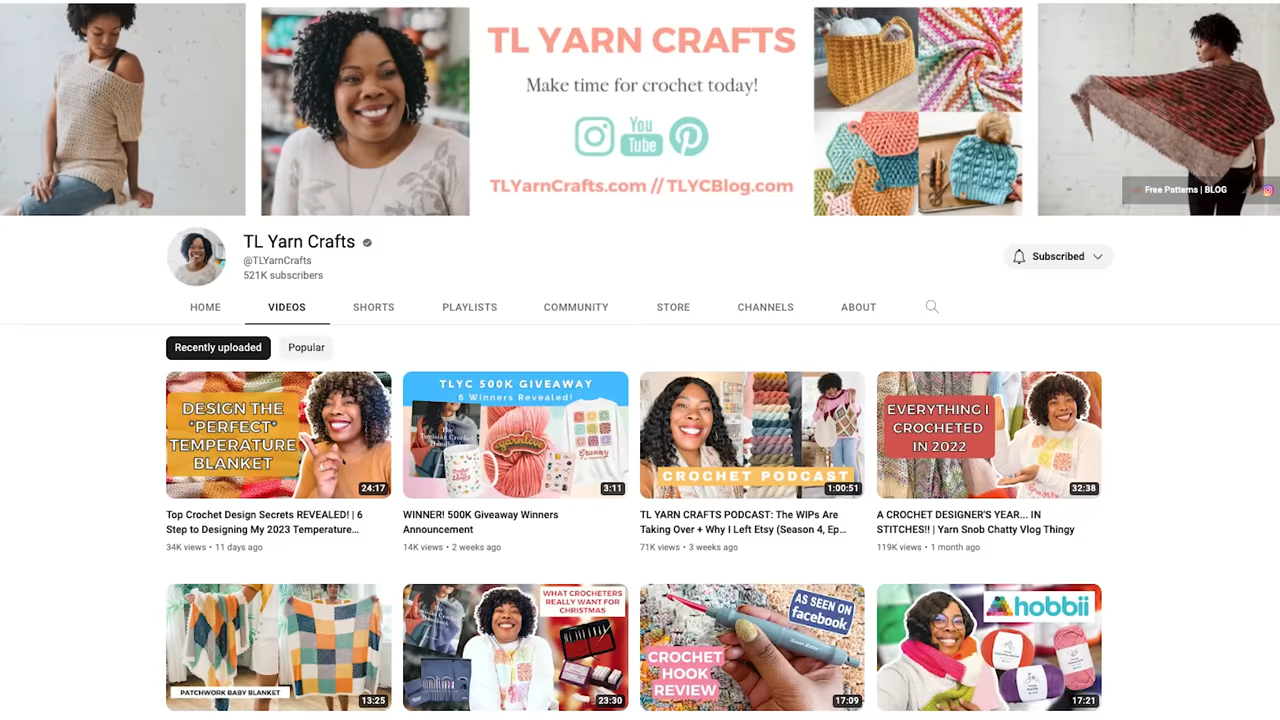 TL YARN CRAFTS
Make time for crochet today!
You
Tube
TLYarnCrafts.com // TLYCBlog.com
Free Patterns | BLOG
TL Yarn Crafts
@TLYarnCrafts
521K subscribers
Subscribed
HOME
VIDEOS
SHORTS
PLAYLISTS
COMMUNITY
STORE
CHANNELS
ABOUT
Recently uploaded
Popular
DESIGN THE
*PERFECT*
TEMPERATURE
BLANKET
24:17
TLYC 500K GIVEAWAY
6 Winners Revealed!
yarnlove
Granny
3:11
CROCHET PODCAST
1:00:51
EVERYTHING I
CROCHETED
IN 2022
32:38
Top Crochet Design Secrets REVEALED! | 6
Step to Designing My 2023 Temperature...
34K views • 11 days ago
WINNER! 500K Giveaway Winners
Announcement
14K views • 2 weeks ago
TL YARN CRAFTS PODCAST: The WIPs Are
Taking Over + Why I Left Etsy (Season 4, Ep...
71K views • 3 weeks ago
A CROCHET DESIGNER'S YEAR... IN
STITCHES!! | Yarn Snob Chatty Vlog Thingy
119K views • 1 month ago
PATCHWORK BABY BLANKET
13:25
WHAT CROCHETERS
REALLY WANT FOR
CHRISTMAS
23:30
AS SEEN ON
facebook
CROCHET
HOOK
REVIEW
17:09
hobbii
17:21